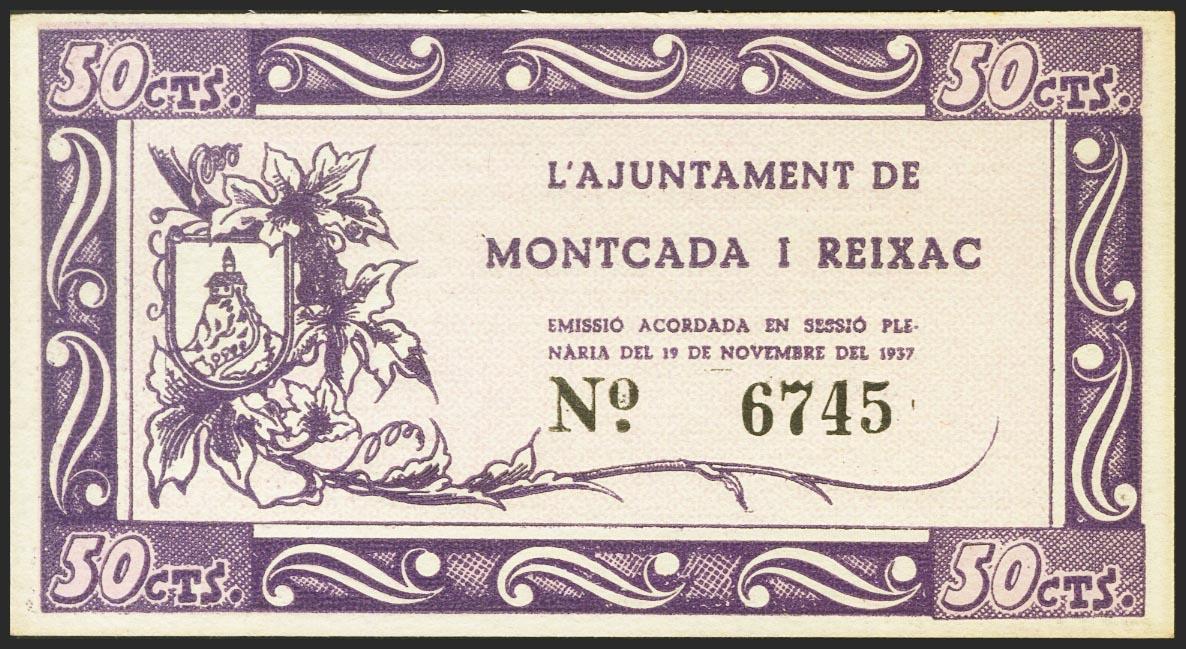 50 CTS. 50 CTS.
L'AJUNTAMENT DE
MONTCADA I REIXAC
EMISSIÓ ACORDADA EN SESSIÓ PLE-
NÀRIA DEL 19 DE NOVEMBRE DEL 1937
Nº. 6745
50 CTS. 50 CTS.